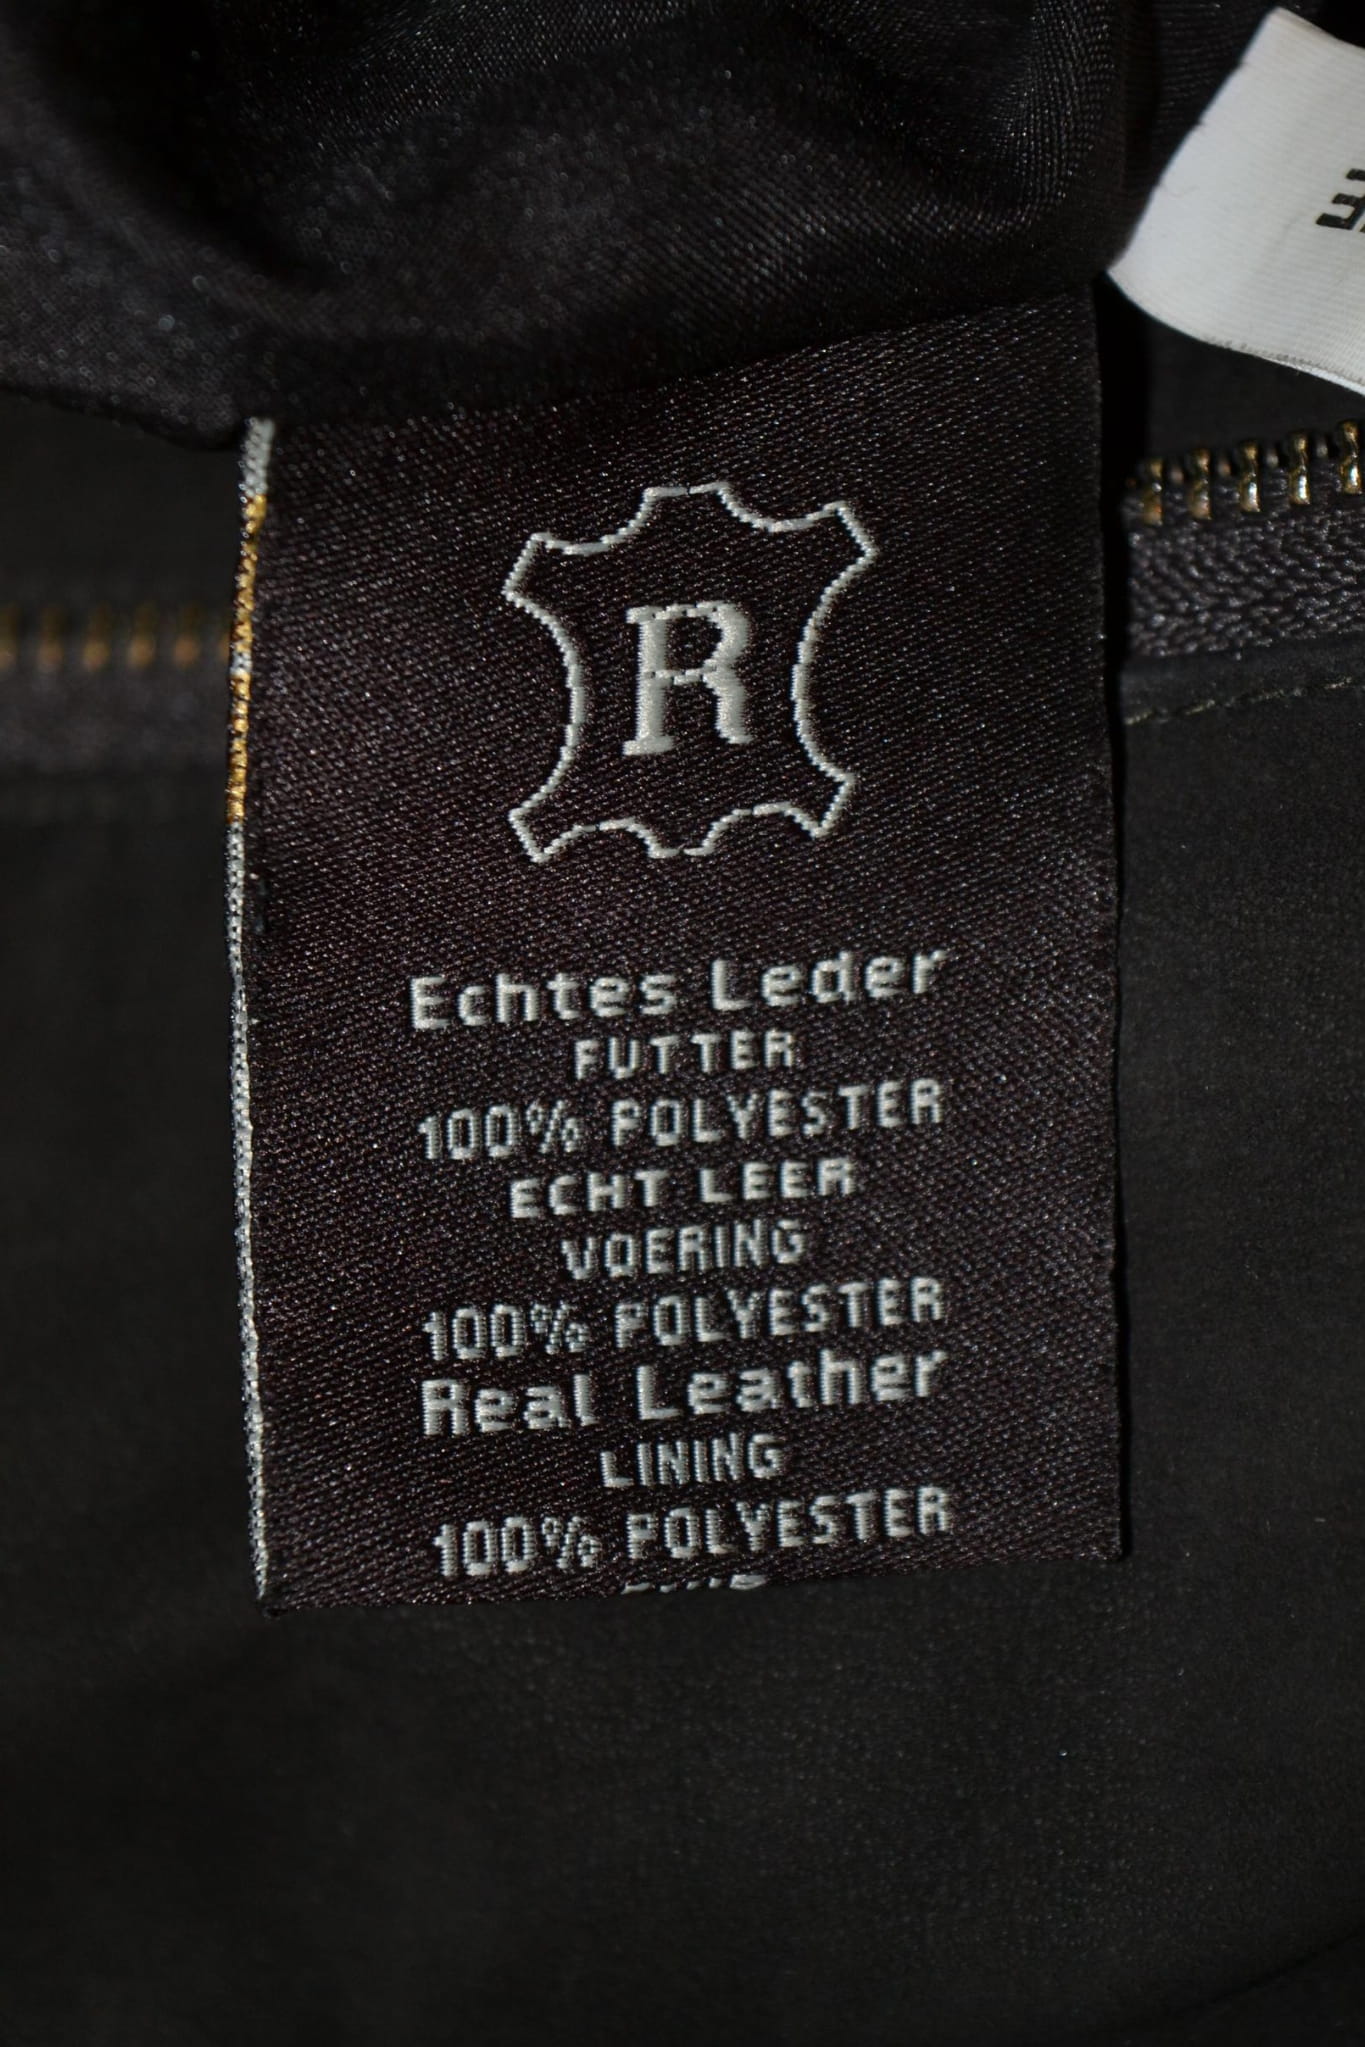 R
Echtes Leder
FUTTER
100% POLYESTER
ECHT LEER
VOERING
100% POLYESTER
Real Leather
LINING
100% POLYESTER